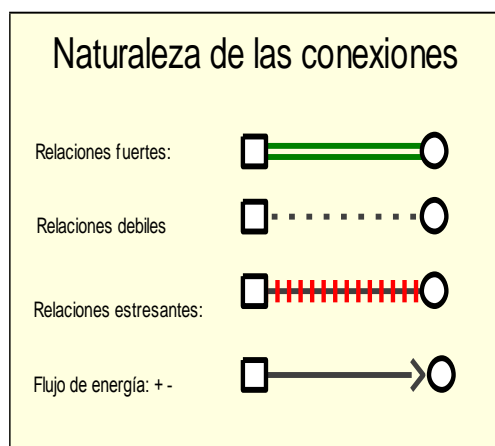 Naturaleza de las conexiones
Relaciones fuertes:
Relaciones debiles
Relaciones estresantes:
Flujo de energía: + -